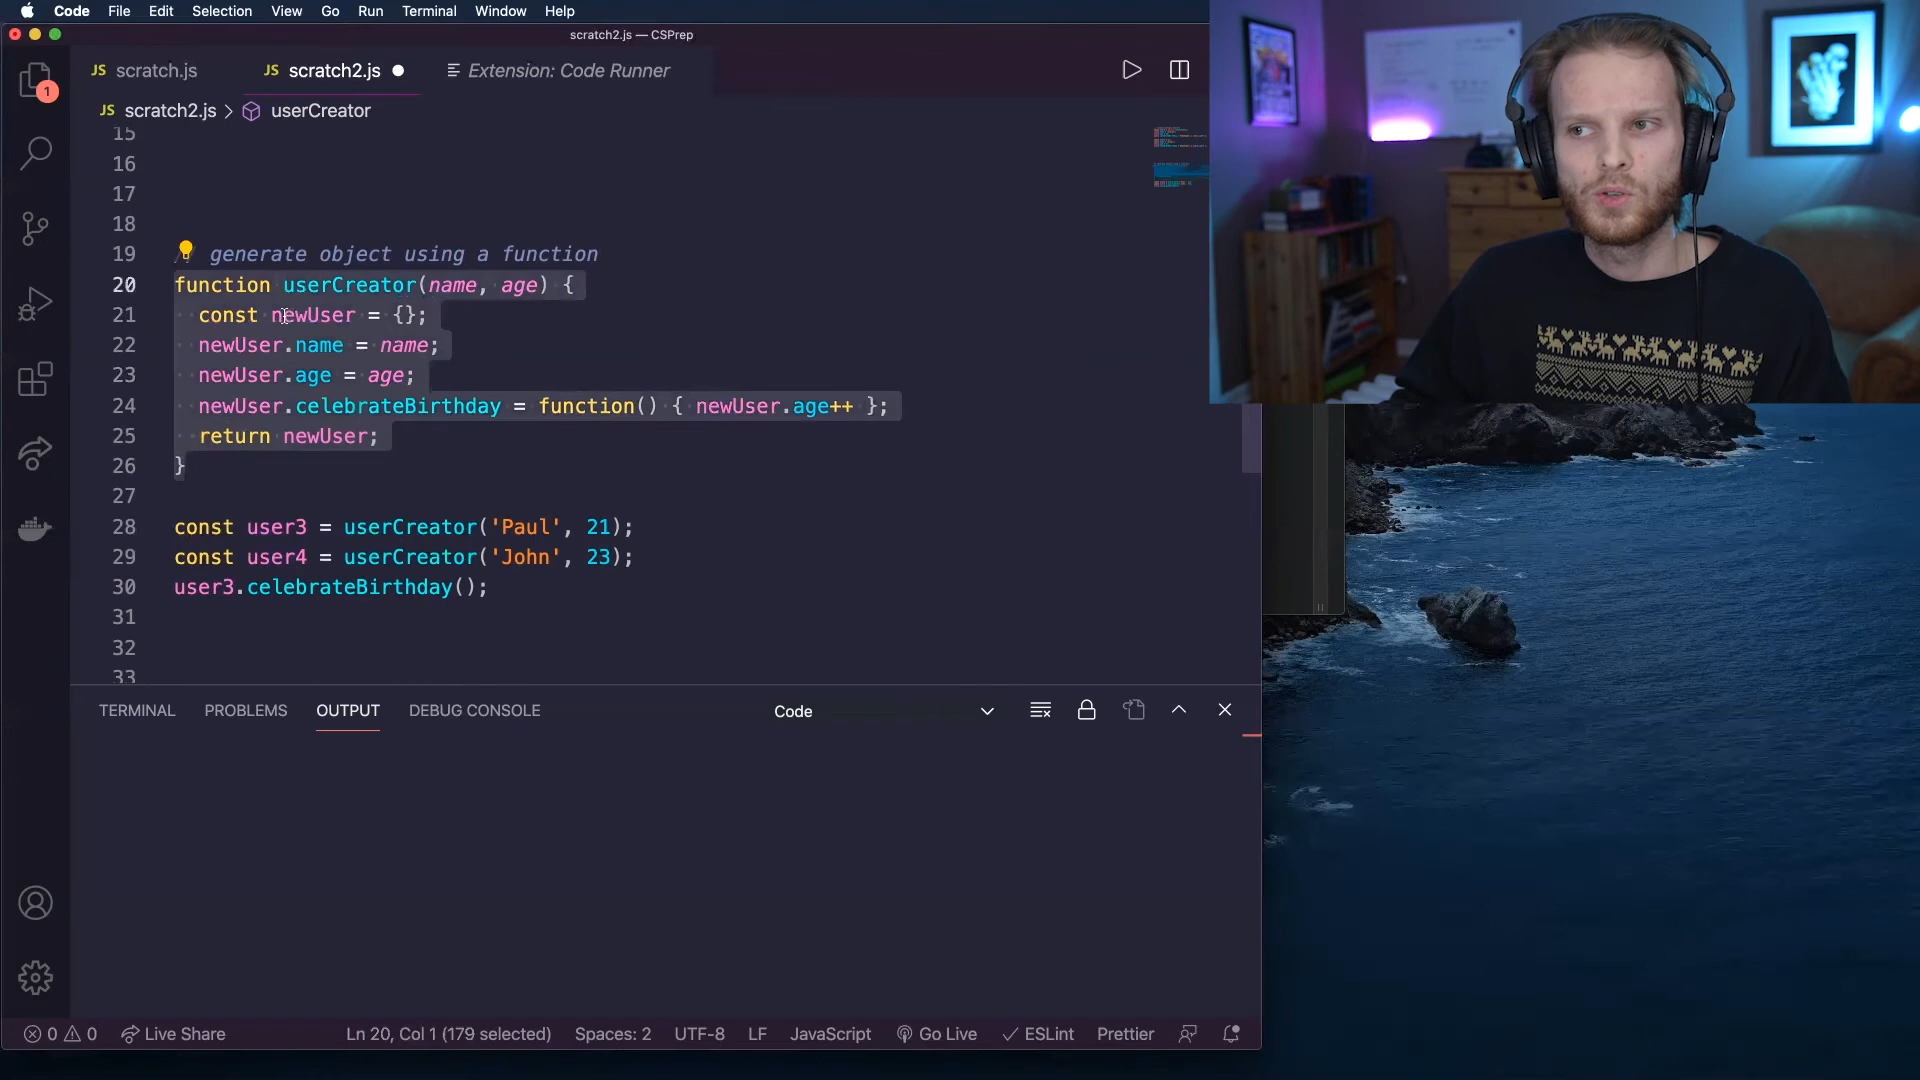 Code File Edit Selection View Go Run Terminal Window Help
scratch2.js — CSPrep
JS scratch.js
JS scratch2.js
Extension: Code Runner
1
JS scratch2.js > userCreator
15
16
17
18
19 generate object using a function
20 function userCreator(name, age) {
21 const newUser = {};
22 newUser.name = name;
23 newUser.age = age;
24 newUser.celebrateBirthday = function() { newUser.age++ };
25 return newUser;
26 }
27
28 const user3 = userCreator('Paul', 21);
29 const user4 = userCreator('John', 23);
30 user3.celebrateBirthday();
31
32
33
TERMINAL PROBLEMS OUTPUT DEBUG CONSOLE Code
0 0 Live Share Ln 20, Col 1 (179 selected) Spaces: 2 UTF-8 LF JavaScript Go Live ESLint Prettier